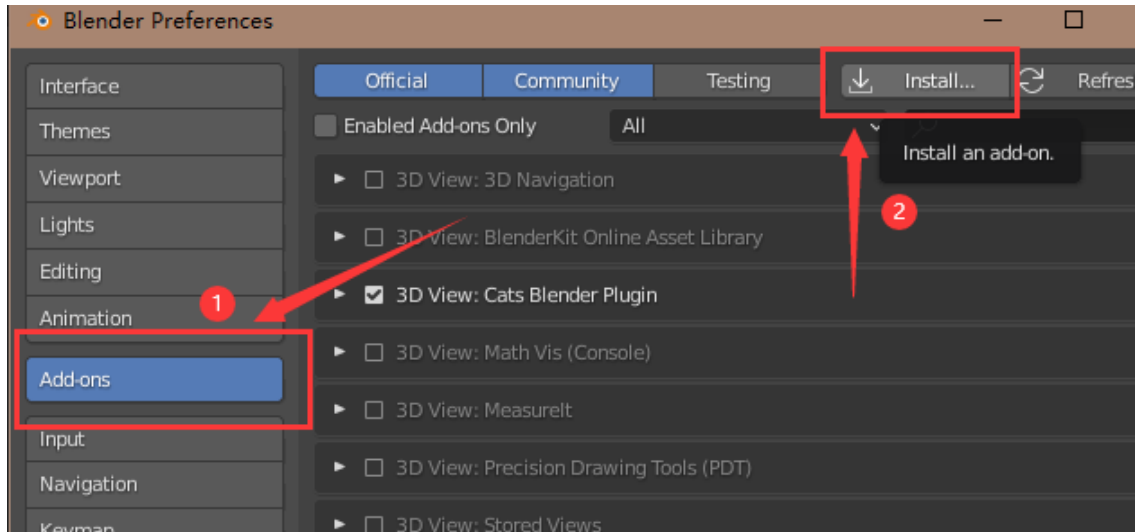 Blender Preferences
Interface
Themes
Viewport
Lights
Editing
Animation
Add-ons
Input
Navigation
Keymap
Official Community Testing Install... Refres
Enabled Add-ons Only All
Install an add-on.
3D View: 3D Navigation
3D View: BlenderKit Online Asset Library
3D View: Cats Blender Plugin
3D View: Math Vis (Console)
3D View: MeasureIt
3D View: Precision Drawing Tools (PDT)
3D View: Stored Views
1
2